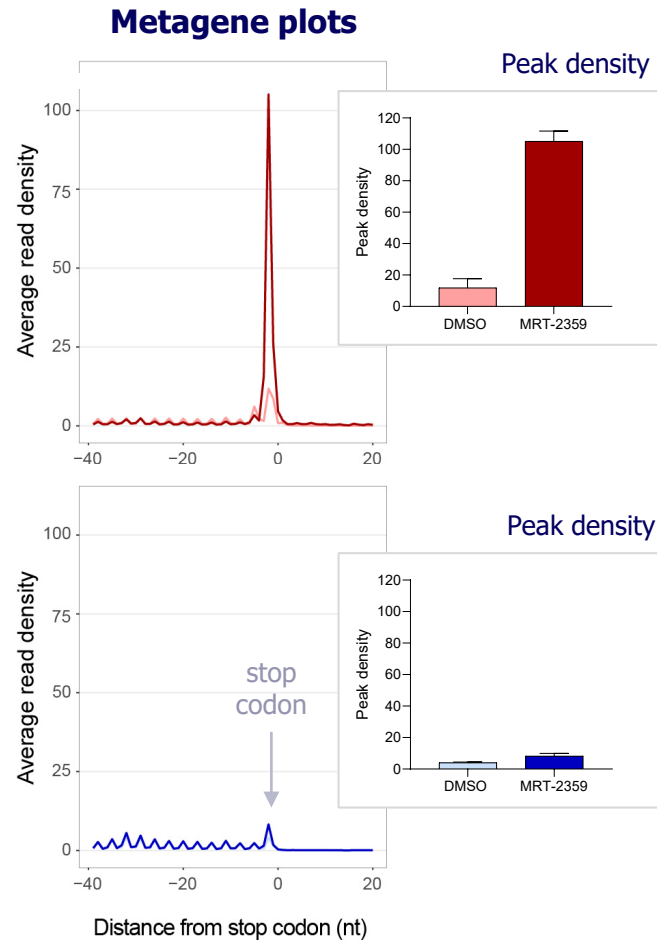 Metagene plots
Peak density
Average read density
100
75
50
25
0
−40
−20
0
20
Peak density
120
100
80
60
40
20
0
DMSO
MRT-2359
Peak density
Average read density
100
75
50
25
0
stop
codon
−40
−20
0
20
Peak density
120
100
80
60
40
20
0
DMSO
MRT-2359
Distance from stop codon (nt)